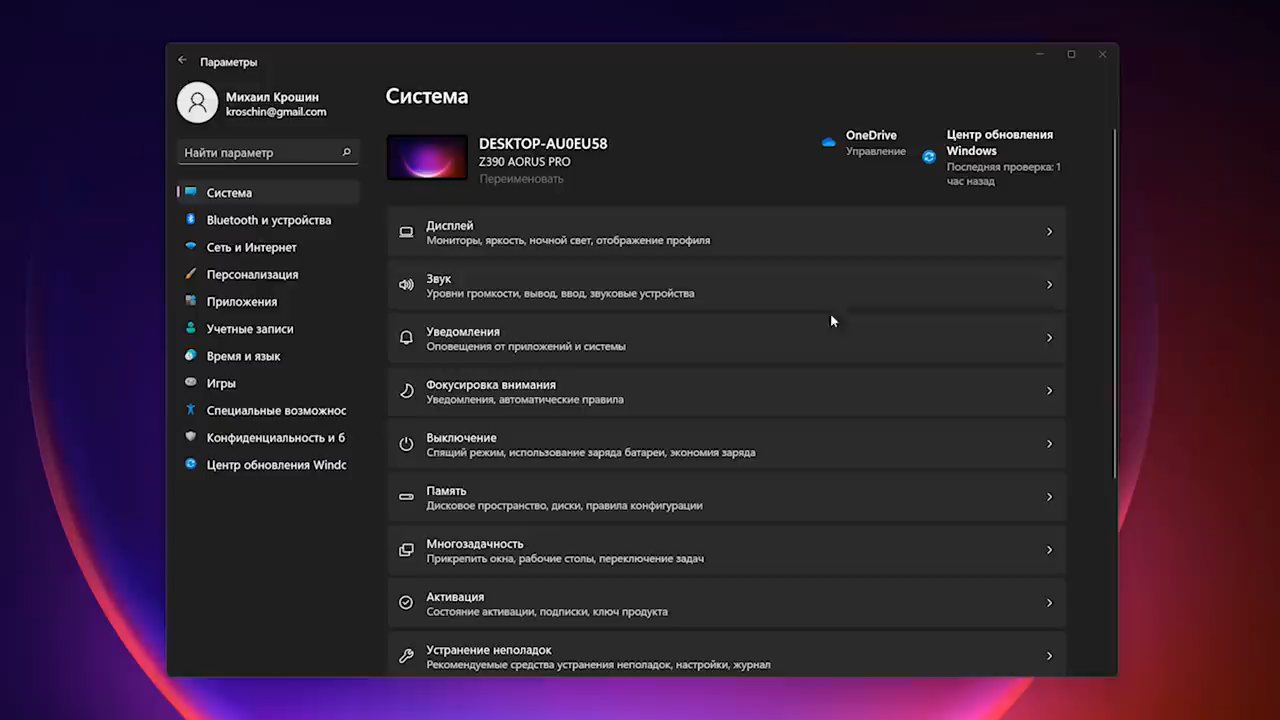 Параметры
Михаил Крошин
kroschin@gmail.com
Найти параметр
Система
Bluetooth и устройства
Сеть и Интернет
Персонализация
Приложения
Учетные записи
Время и язык
Игры
Специальные возможнос
Конфиденциальность и б
Центр обновления Windc
Система
DESKTOP-AU0EU58
Z390 AORUS PRO
Переименовать
OneDrive
Управление
Центр обновления
Windows
Последняя проверка: 1
час назад
Дисплей
Мониторы, яркость, ночной свет, отображение профиля
Звук
Уровни громкости, вывод, ввод, звуковые устройства
Уведомления
Оповещения от приложений и системы
Фокусировка внимания
Уведомления, автоматические правила
Выключение
Спящий режим, использование заряда батареи, экономия заряда
Память
Дисковое пространство, диски, правила конфигурации
Многозадачность
Прикрепить окна, рабочие столы, переключение задач
Активация
Состояние активации, подписки, ключ продукта
Устранение неполадок
Рекомендуемые средства устранения неполадок, настройки, журнал